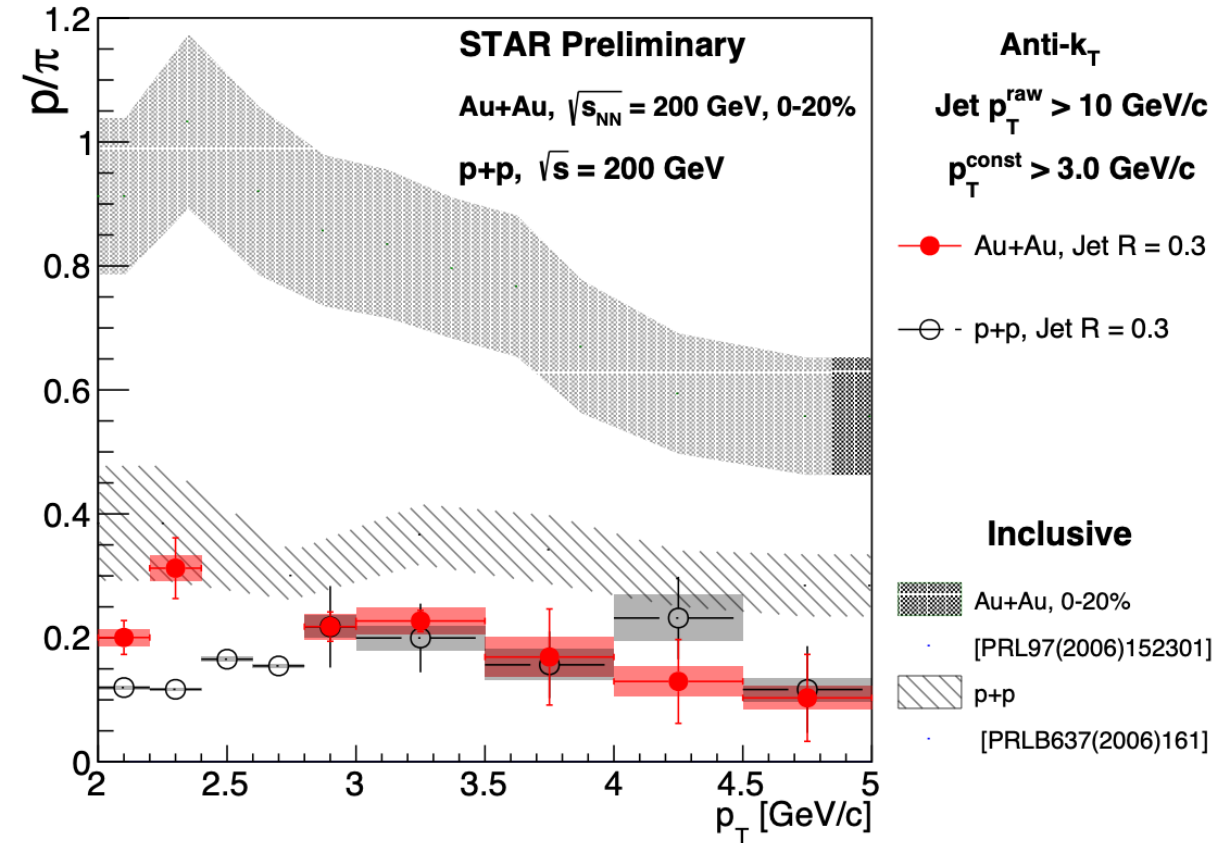 STAR Preliminary
Au+Au, √s_NN = 200 GeV, 0-20%
p+p, √s = 200 GeV
Anti-k_T
Jet p_T^raw > 10 GeV/c
p_T^const > 3.0 GeV/c
Au+Au, Jet R = 0.3
p+p, Jet R = 0.3
Inclusive
Au+Au, 0-20%
[PRL97(2006)152301]
p+p
[PRLB637(2006)161]
p/π
1.2
1
0.8
0.6
0.4
0.2
0
2 2.5 3 3.5 4 4.5 5
p_T [GeV/c]